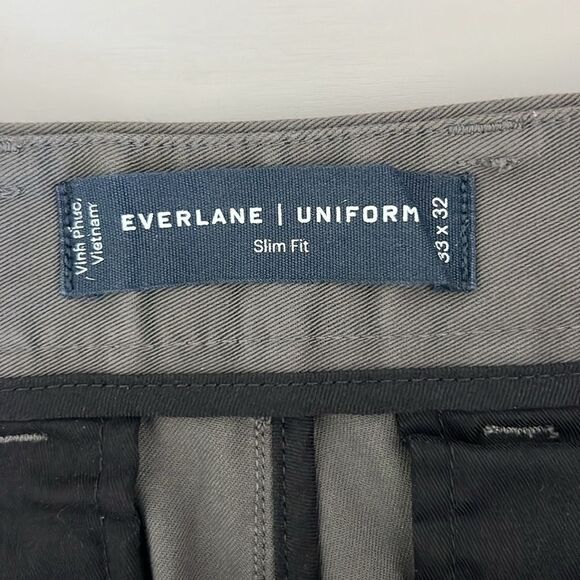 Vinh Phuc,
Vietnam
EVERLANE | UNIFORM
Slim Fit
33 x 32